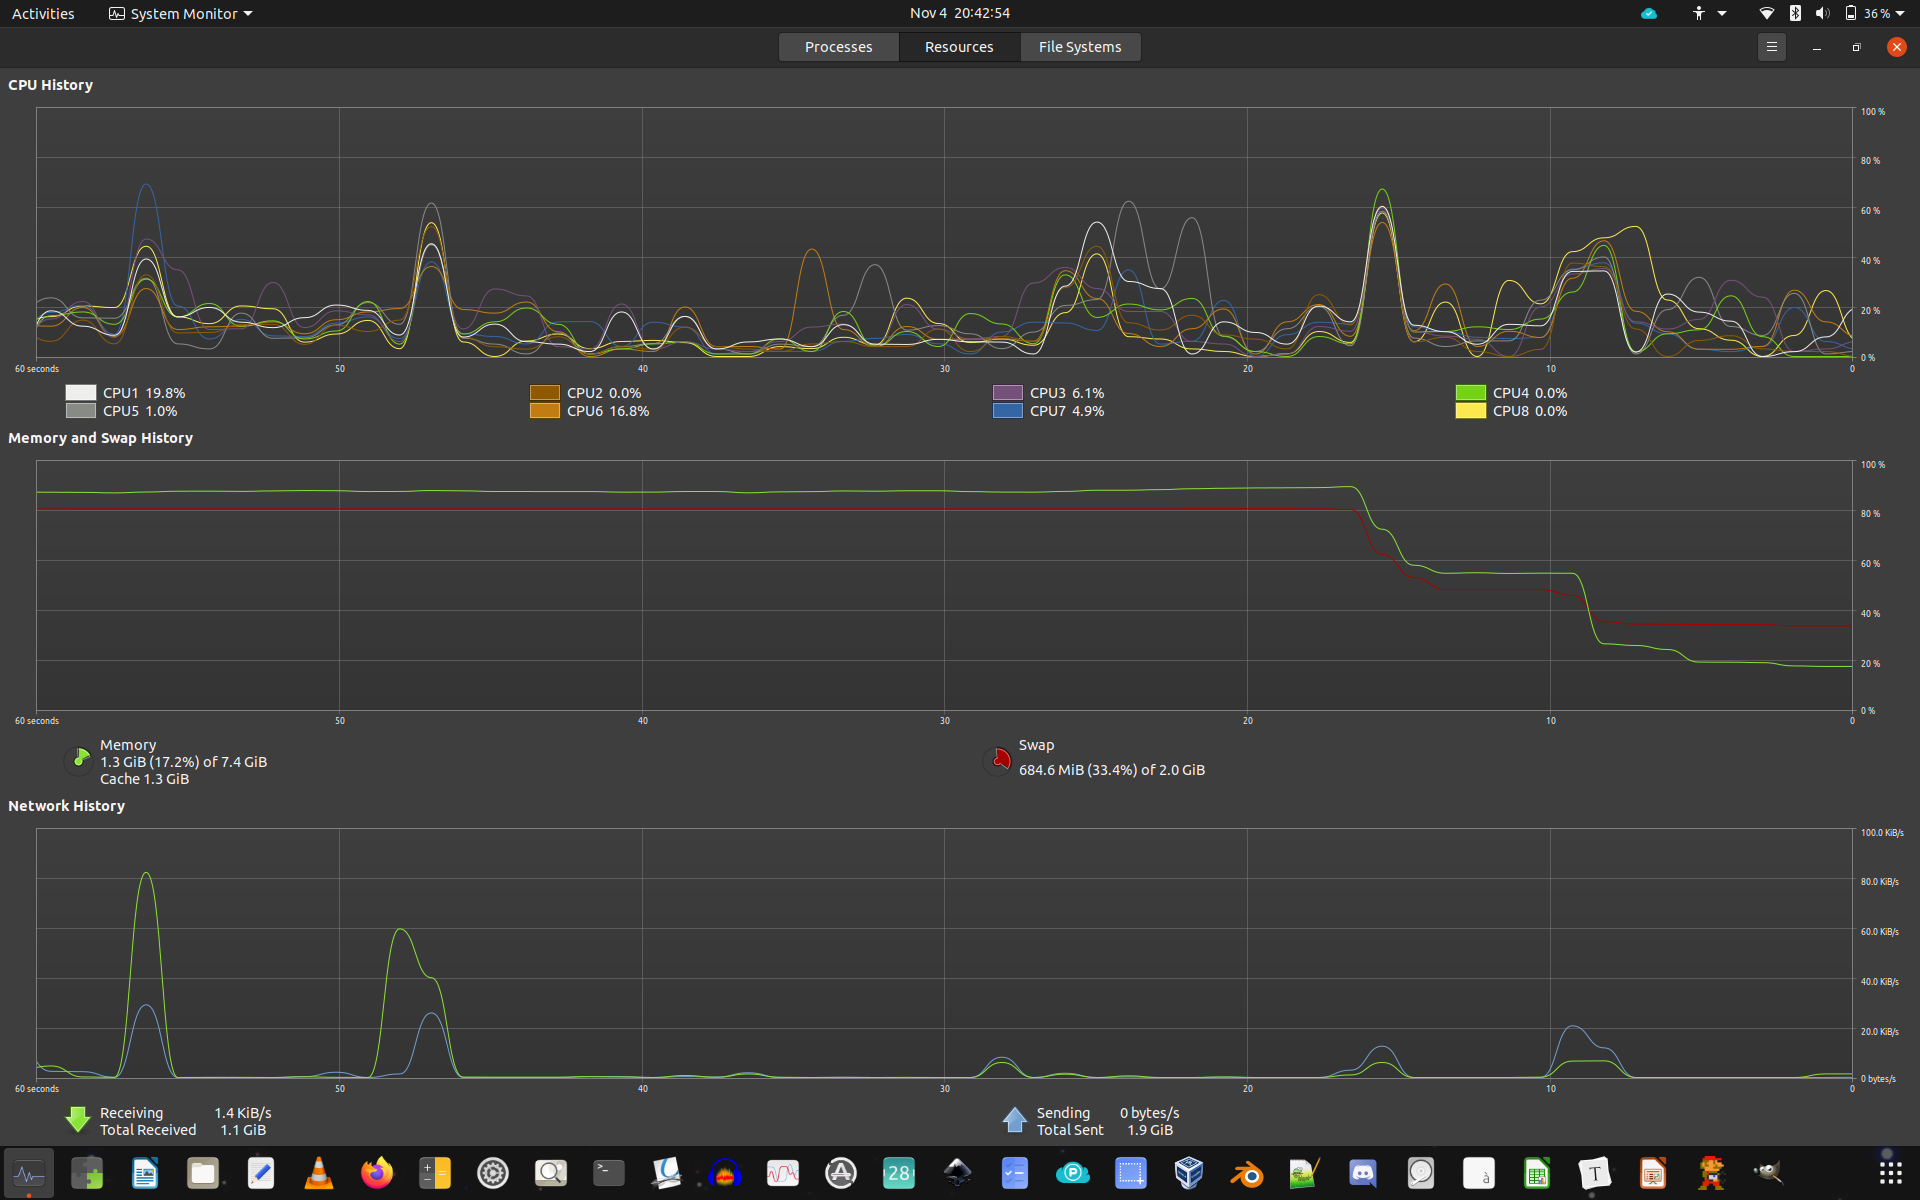 Activities System Monitor Nov 4 20:42:54 36 %
Processes Resources File Systems
CPU History
100 %
80 %
60 %
40 %
20 %
0 %
60 seconds 50 40 30 20 10 0
CPU1 19.8% CPU2 0.0% CPU3 6.1% CPU4 0.0%
CPU5 1.0% CPU6 16.8% CPU7 4.9% CPU8 0.0%
Memory and Swap History
100 %
80 %
60 %
40 %
20 %
0 %
60 seconds 50 40 30 20 10 0
Memory
1.3 GiB (17.2%) of 7.4 GiB
Cache 1.3 GiB
Swap
684.6 MiB (33.4%) of 2.0 GiB
Network History
100.0 KiB/s
80.0 KiB/s
60.0 KiB/s
40.0 KiB/s
20.0 KiB/s
0 bytes/s
60 seconds 50 40 30 20 10 0
Receiving 1.4 KiB/s
Total Received 1.1 GiB
Sending 0 bytes/s
Total Sent 1.9 GiB
28
à
T